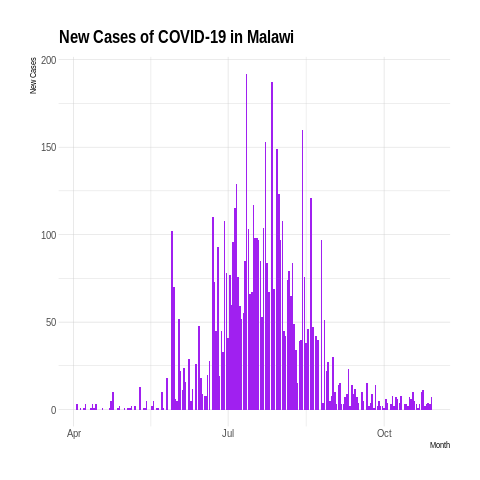 New Cases of COVID-19 in Malawi
New Cases
200
150
100
50
0
Apr
Jul
Oct
Month